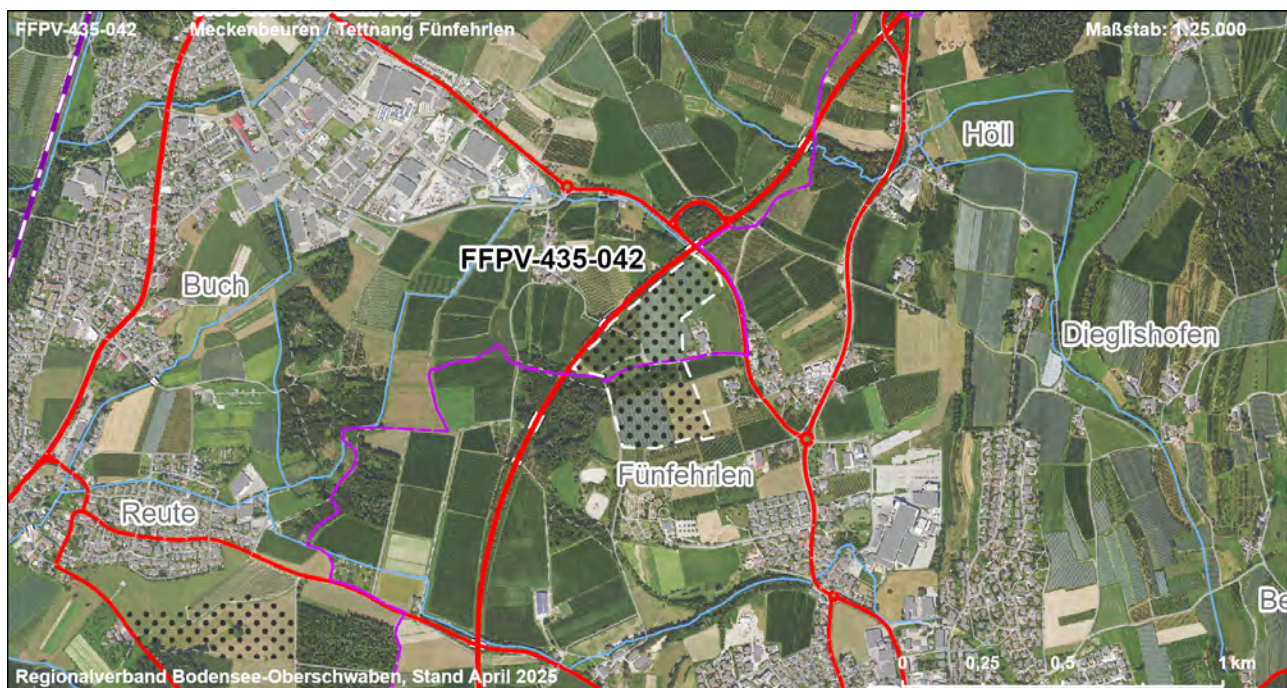 FFPV-435-042 Meckenbeuren / Tettnang Fünfehrlen Maßstab: 1:25.000
Höll
FFPV-435-042
Buch
Dieglishofen
Fünfehrlen
Reute
Be
0 0,25 0,5 1 km
Regionalverband Bodensee-Oberschwaben, Stand April 2025